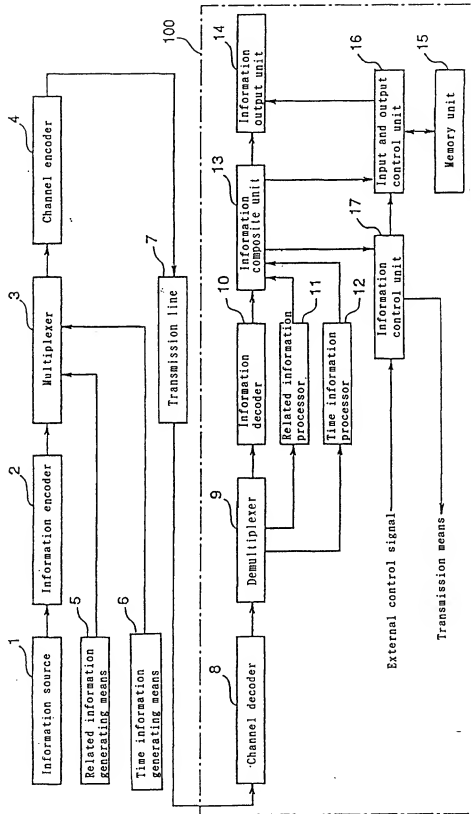 1
Information source
2
Information encoder
3
Multiplexer
4
Channel encoder
5
Related information
generating means
6
Time information
generating means
7
Transmission line
100
8
Channel decoder
9
Demultiplexer
10
Information decoder
11
Related information
processor
12
Time information
processor
13
Information
composite unit
14
Information
output unit
16
Input and output
control unit
15
Memory unit
17
Information
control unit
External control signal
Transmission means